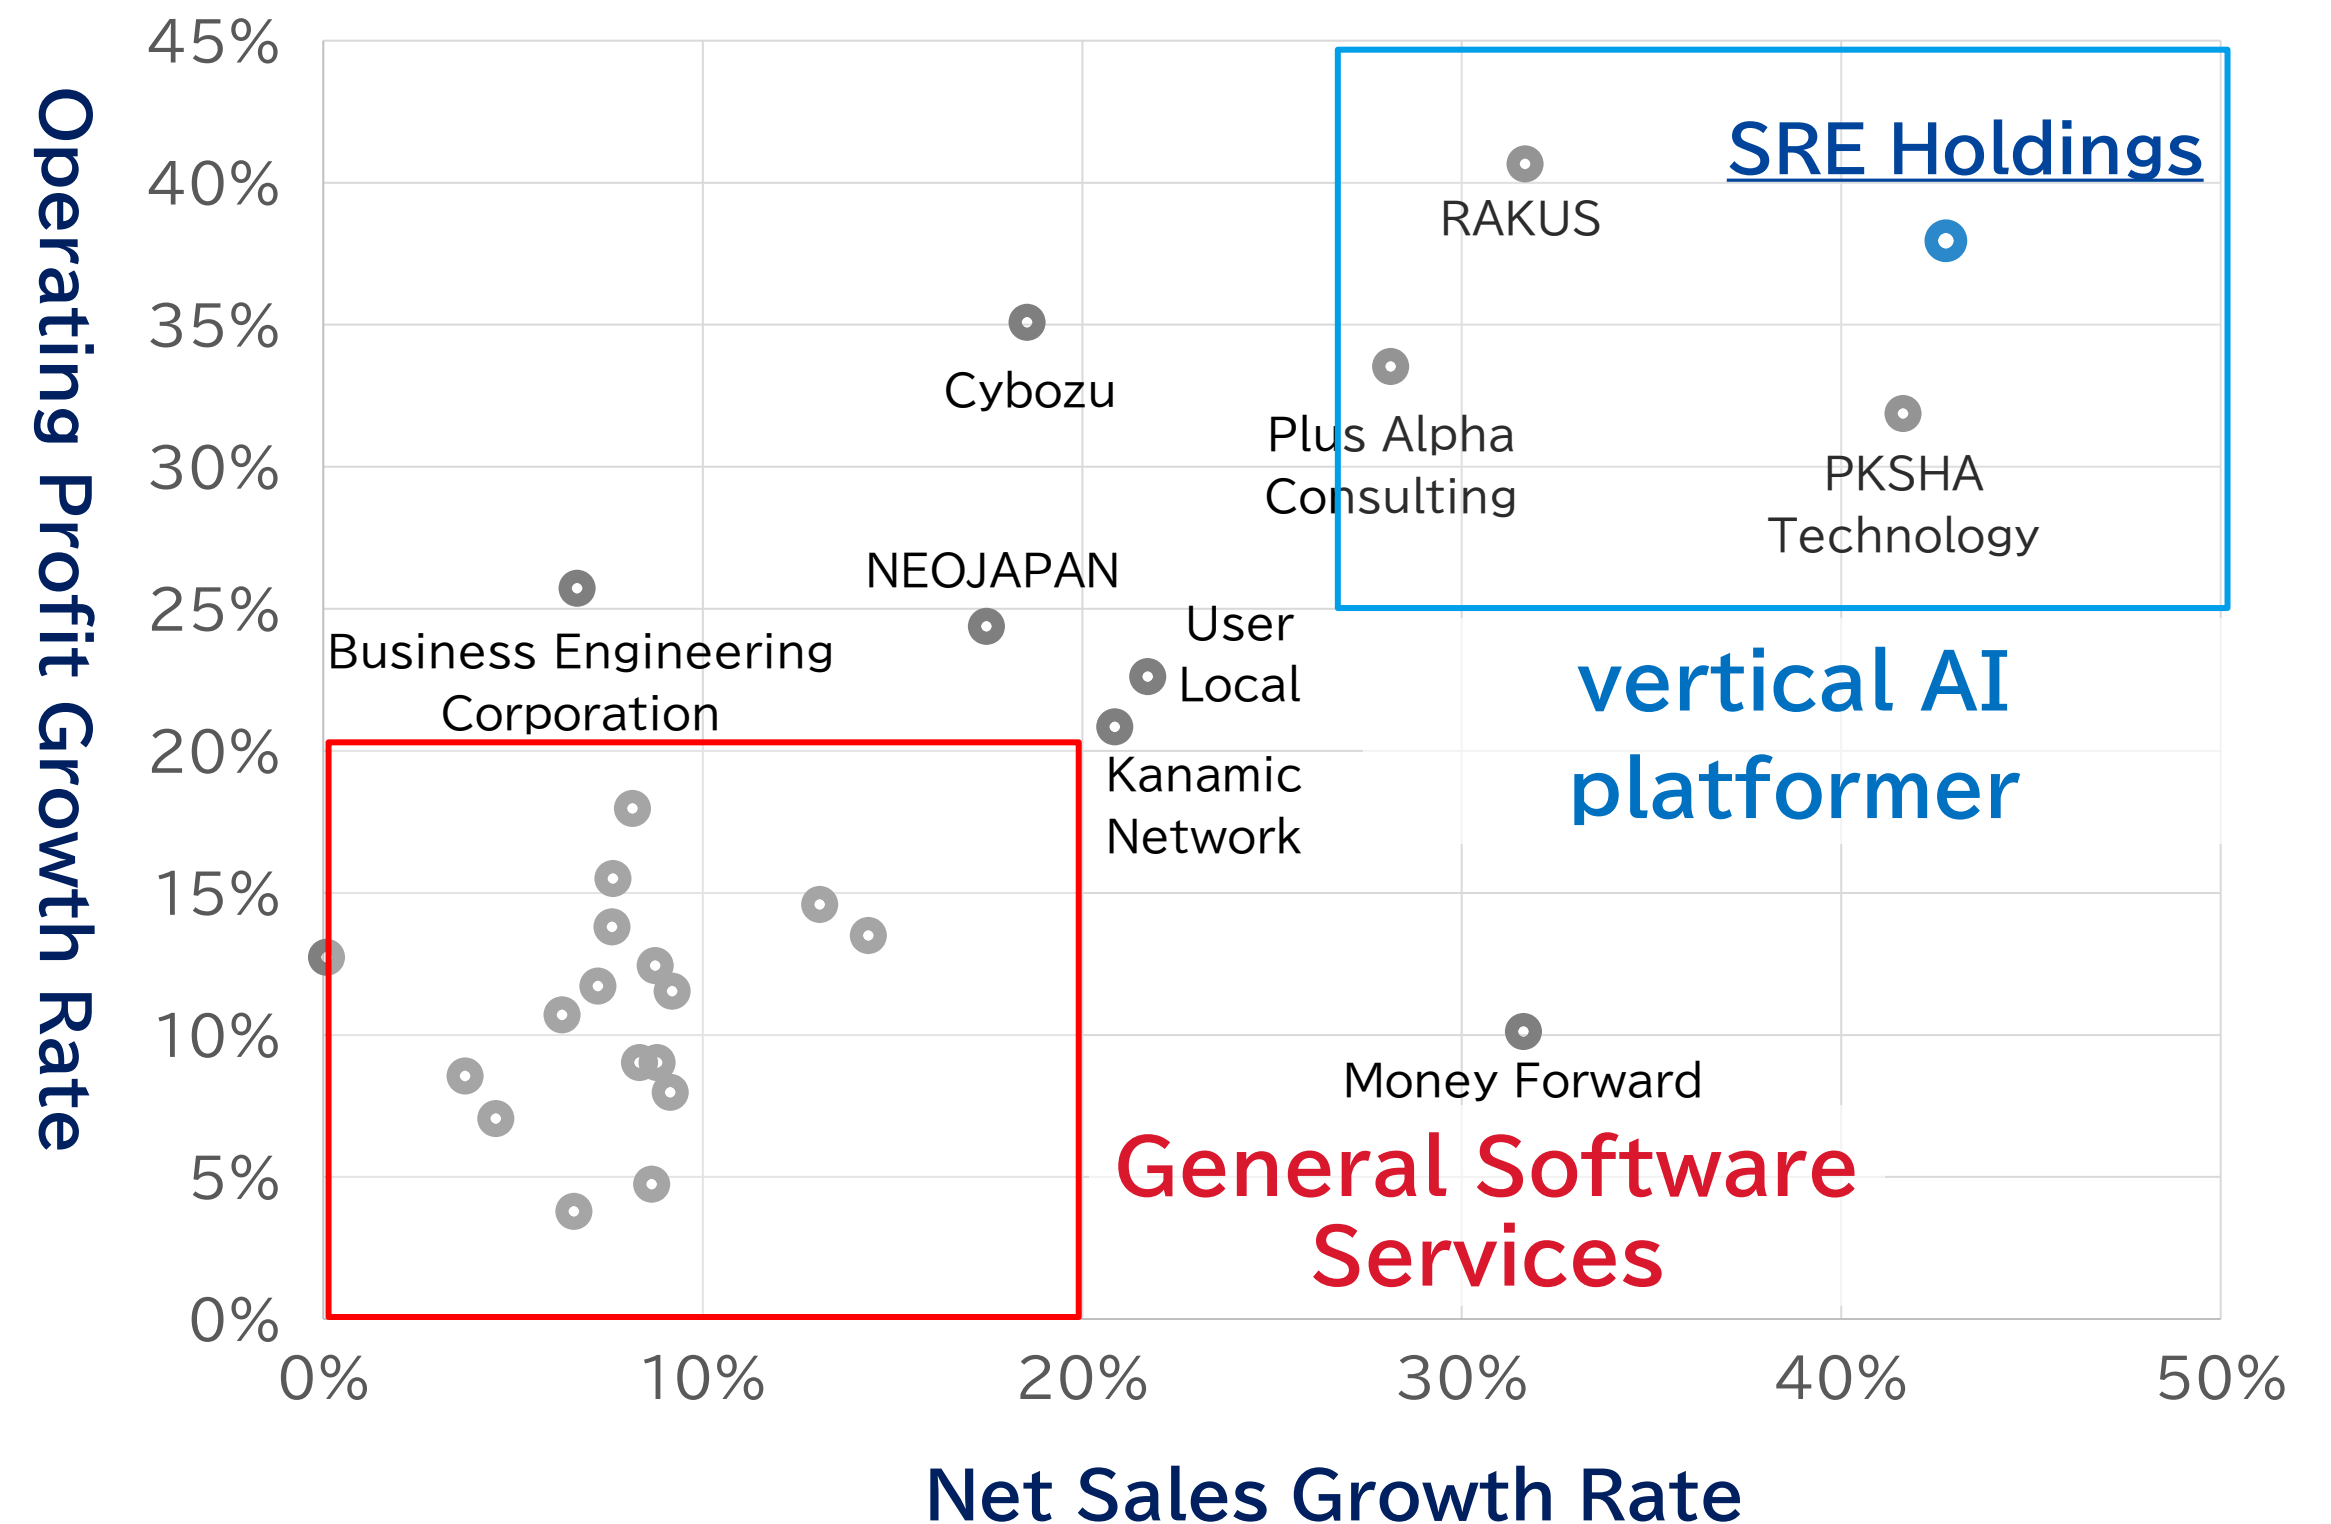 Operating Profit Growth Rate
45%
40%
35%
30%
25%
20%
15%
10%
5%
0%
SRE Holdings
RAKUS
Cybozu
Plus Alpha
Consulting
PKSHA
Technology
NEOJAPAN
Business Engineering
Corporation
User
Local
Kanamic
Network
vertical AI
platformer
Money Forward
General Software
Services
0%
10%
20%
30%
40%
50%
Net Sales Growth Rate